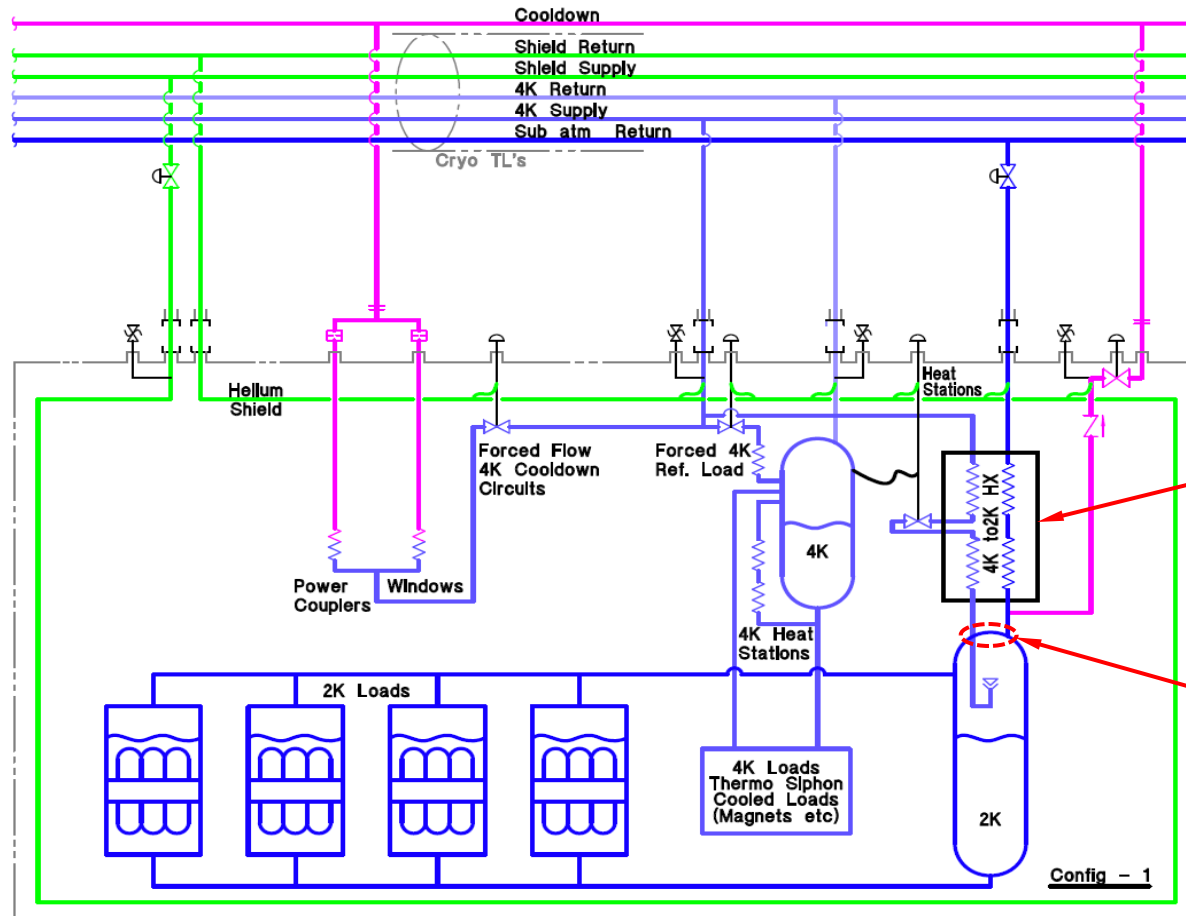 Cooldown
Shield Return
Shield Supply
4K Return
4K Supply
Sub atm Return
Cryo TL's
Helium
Shield
Heat
Stations
Forced Flow
4K Cooldown
Circuits
Forced 4K
Ref. Load
4K to2K HX
4K
Power
Couplers
Windows
4K Heat
Stations
2K Loads
4K Loads
Thermo Siphon
Cooled Loads
(Magnets etc)
2K
Config - 1